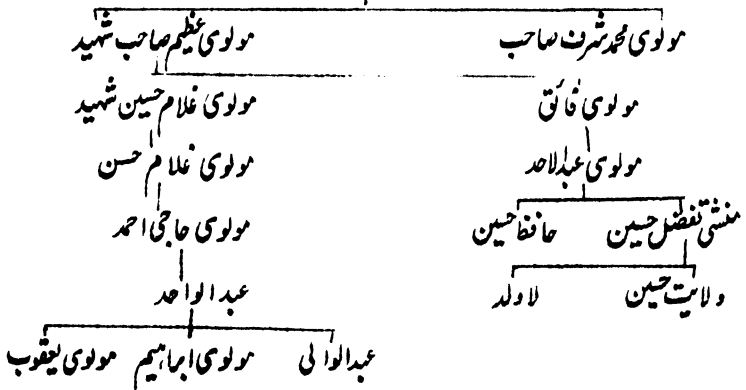 مولوی محمد شرف صاحب مولوی عظیم صاحب شہید
مولوی فائق مولوی غلام حسین شہید
مولوی عبدالاحد مولوی غلام حسن
منشی تفضل حسین حافظ حسین مولوی حاجی احمد
ولایت حسین لاولد عبدالواحد
عبدالوالی مولوی ابراہیم مولوی یعقوب